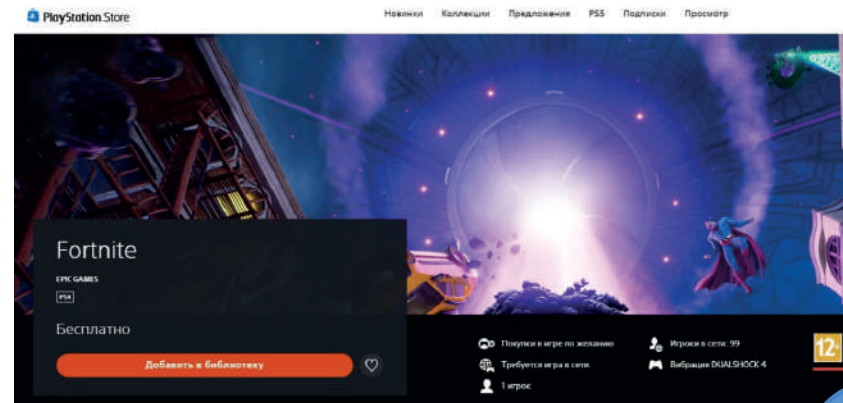 PlayStation Store
Новинки Коллекции Предложения PS5 Подписки Просмотр
Fortnite
EPIC GAMES
PS4
Бесплатно
Добавить в библиотеку
Покупки в игре по желанию
Требуется игра в сети
1 игрок
Игроки в сети: 99
Вибрация DUALSHOCK 4
12+